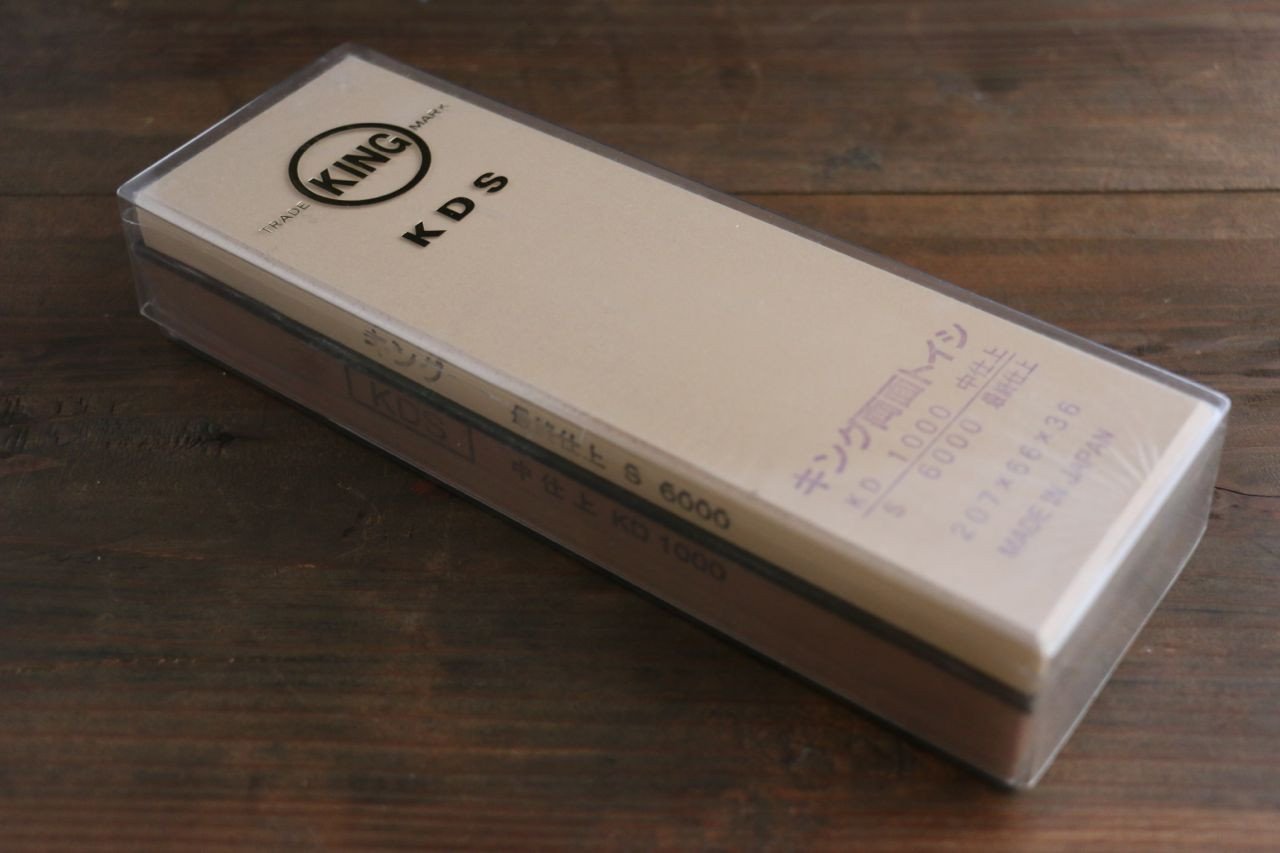 TRADE KING MARK
KDS
キング両面トイシ
KD 1000 中仕上
S 6000 最終仕上
207×66×36
MADE IN JAPAN
キング
最終仕上 S 6000
KDS
中仕上 KD 1000